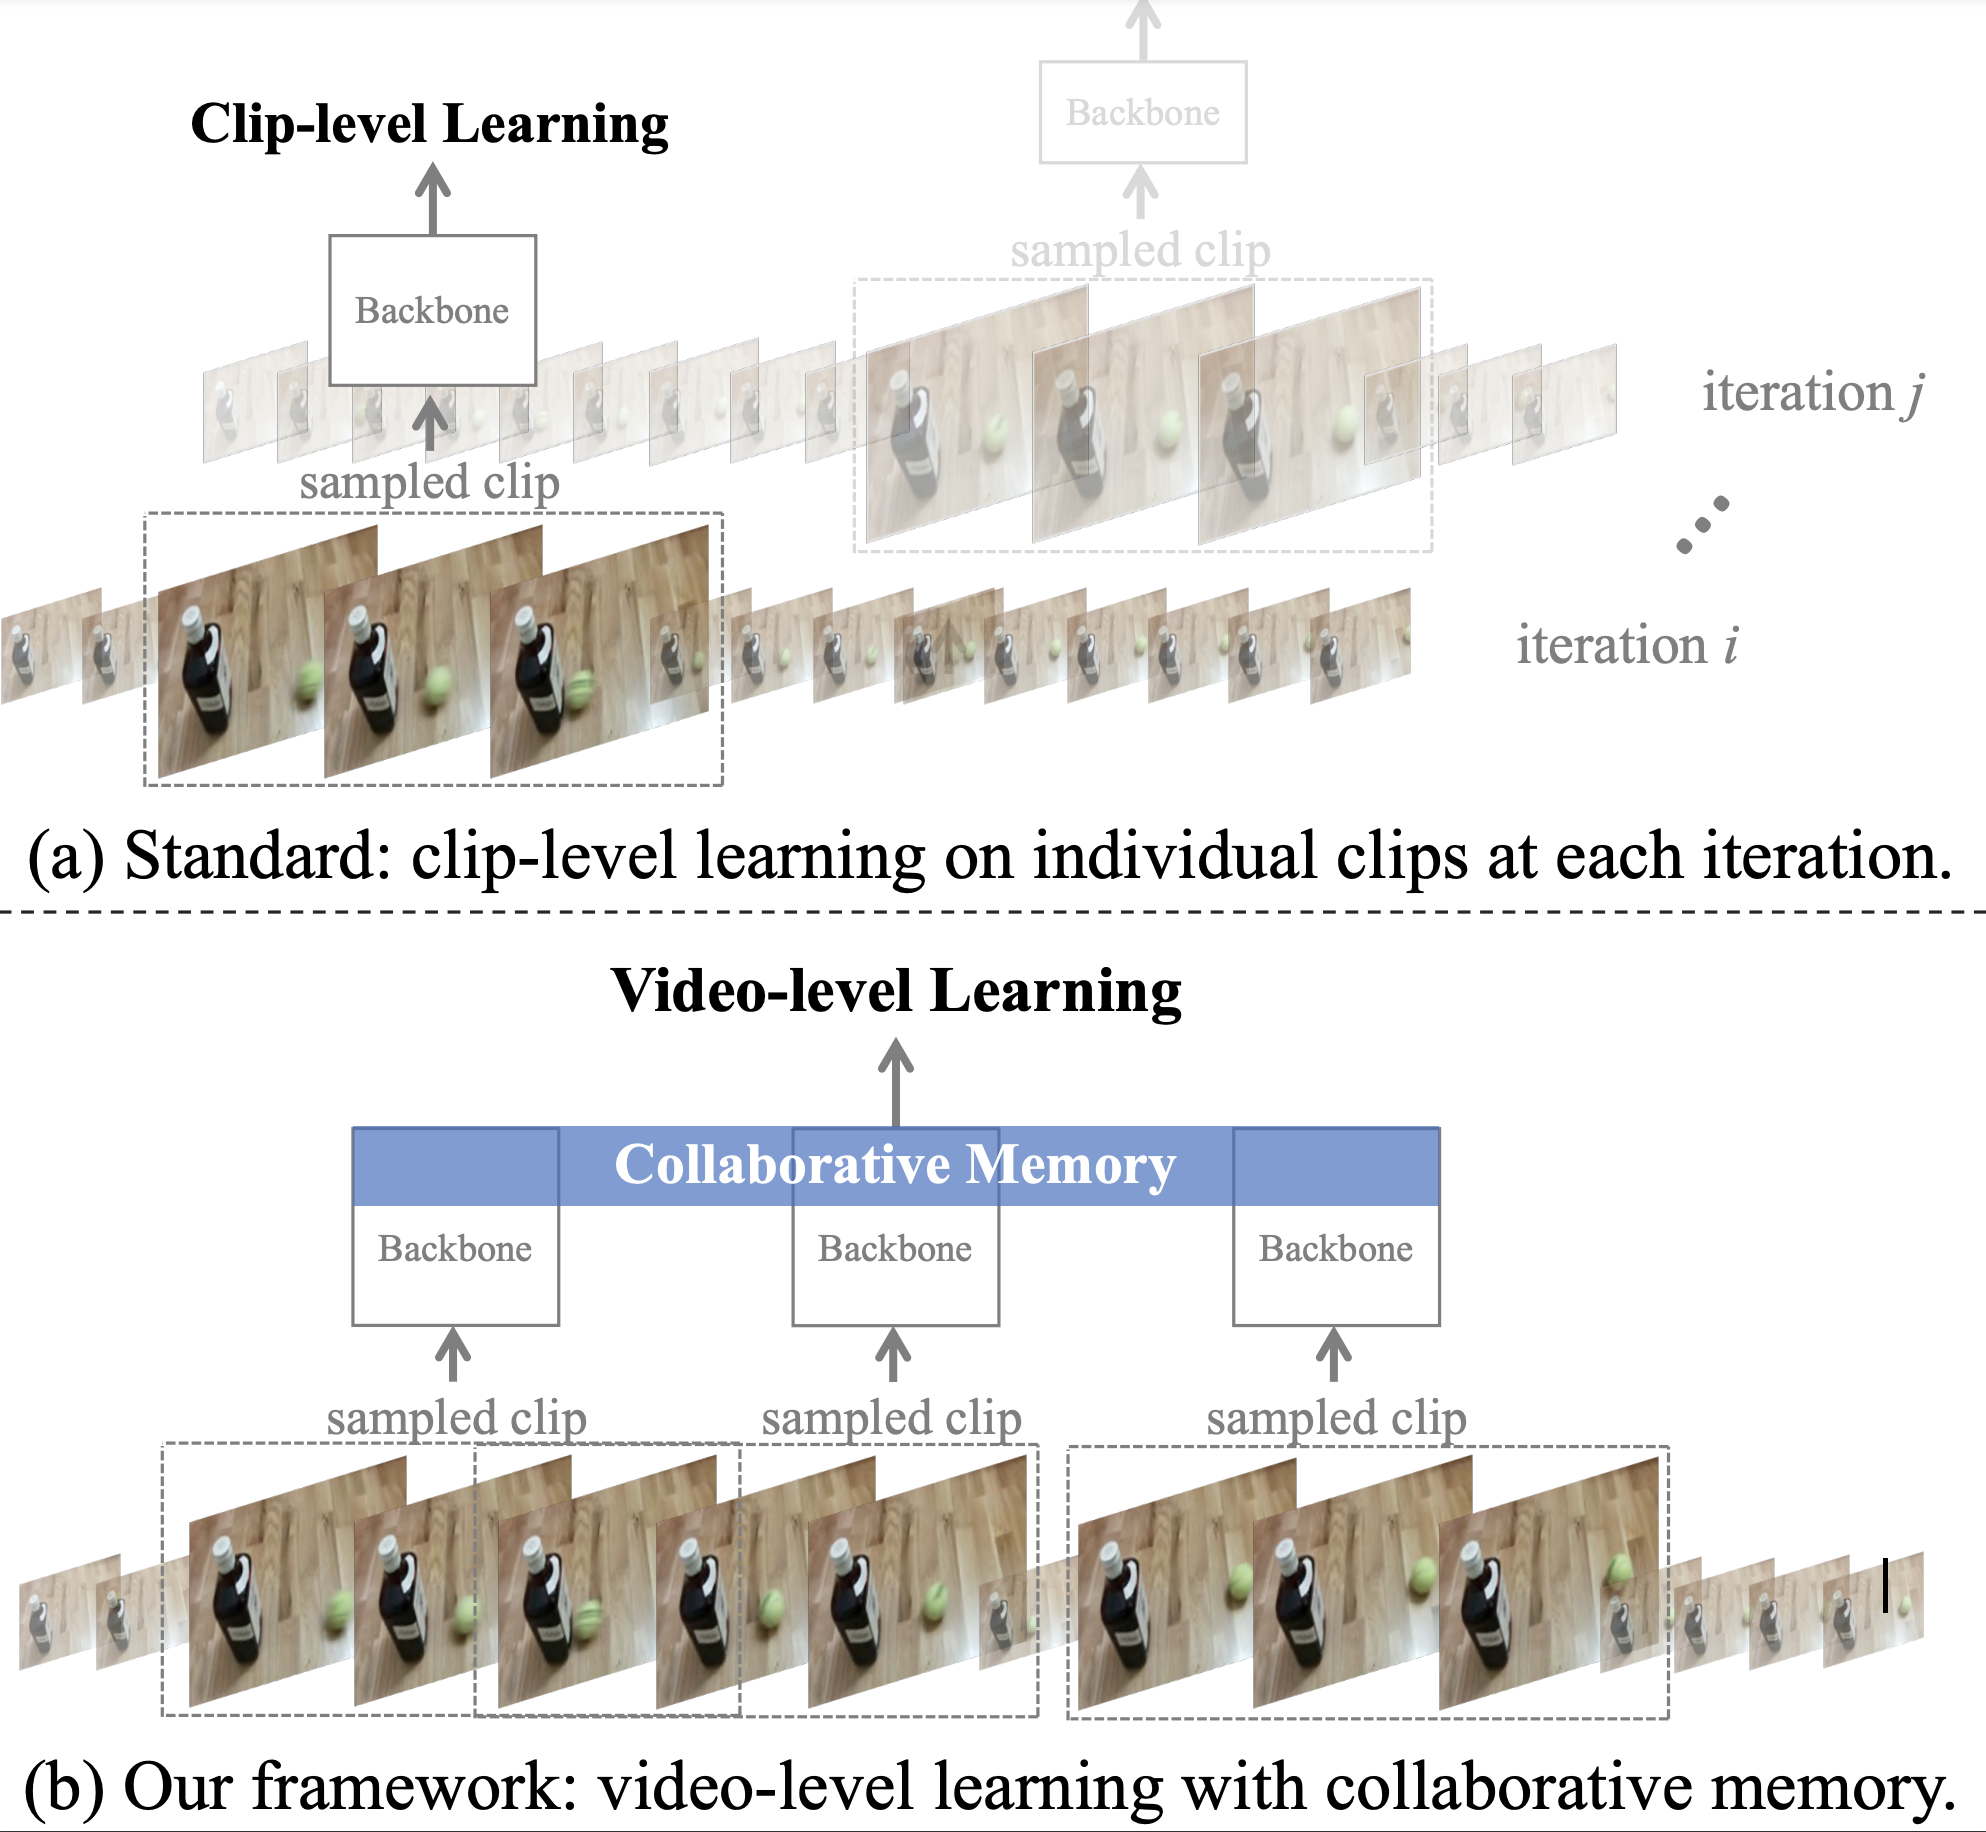 Backbone
Clip-level Learning
sampled clip
Backbone
iteration j
sampled clip
iteration i
(a) Standard: clip-level learning on individual clips at each iteration.
Video-level Learning
Collaborative Memory
Backbone Backbone Backbone
sampled clip sampled clip sampled clip
(b) Our framework: video-level learning with collaborative memory.